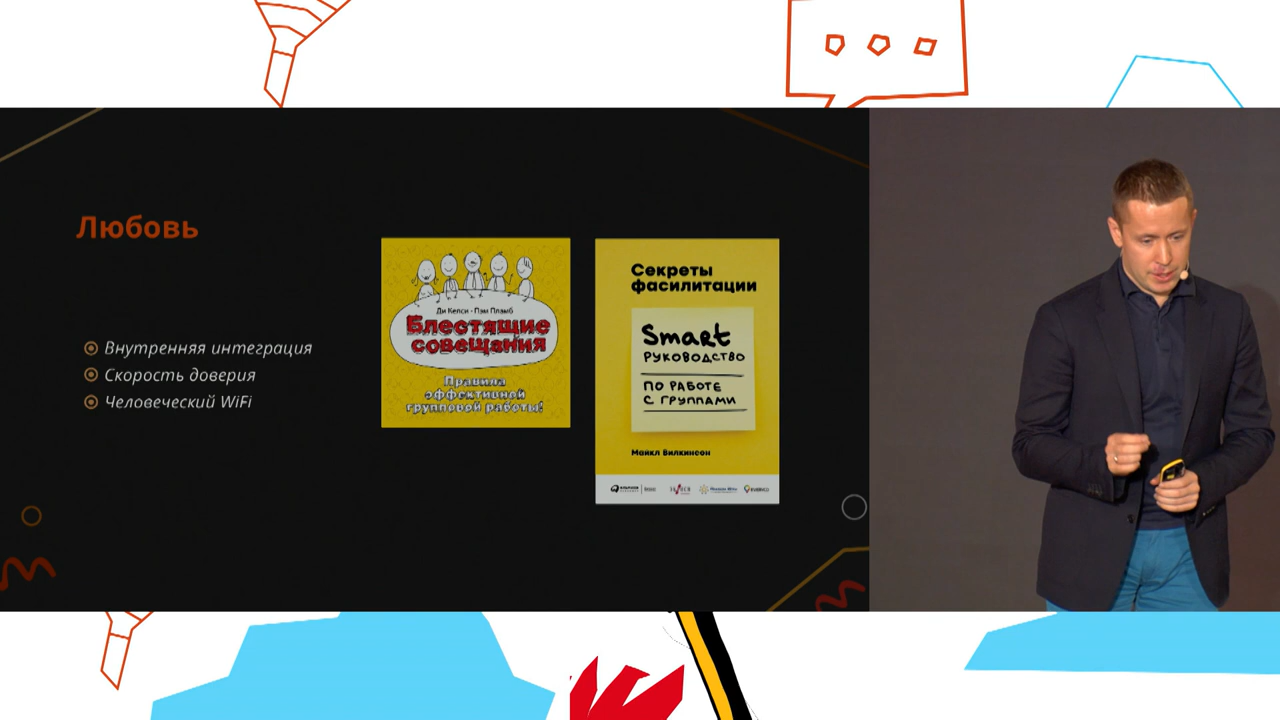 Любовь
Внутренняя интеграция
Скорость доверия
Человеческий WiFi
Ди Келси · Пэм Пламб
Блестящие
совещания
Правила
эффективной
групповой работы!
Секреты
фасилитации
Smart
РУКОВОДСТВО
ПО РАБОТЕ
С ГРУППАМИ
Майкл Вилкинсон